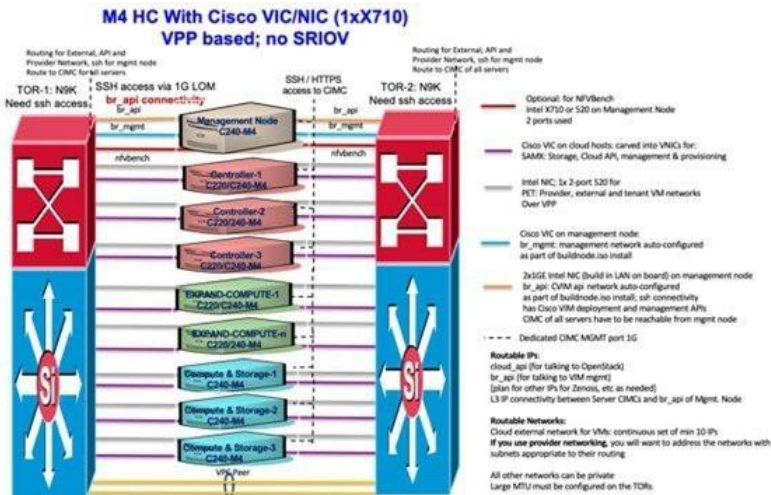 M4 HC With Cisco VIC/NIC (1xX710)
VPP based; no SRIOV
Routing for External, API and
Provider Network, ssh for mgmt node
Route to CIMC for all servers
Routing for External, API and
Provider Network, ssh for mgmt node
Route to CIMC of all servers
TOR-1: N9K
Need ssh access
SSH access via 1G LOM
br_api connectivity
SSH / HTTPS
access to CIMC
TOR-2: N9K
Need ssh access
br_api
br_mgmt
nfvbench
Management Node
C240-M4
br_api
br_mgmt
nfvbench
Controller-1
C220/C240-M4
Controller-2
C220/240-M4
Controller-3
C220/C240-M4
EXPAND-COMPUTE-1
C220/C240-M4
EXPAND-COMPUTE-n
C220/240-M4
Compute & Storage-1
C240-M4
Compute & Storage-2
C240-M4
Compute & Storage-3
C240-M4
VPC Peer
Si
Si
Optional: for NFVBench
Intel X710 or 520 on Management Node
2 ports used
Cisco VIC on cloud hosts: carved into VNICs for:
SAMX: Storage, Cloud API, management & provisioning
Intel NIC; 1x 2-port 520 for
PET: Provider, external and tenant VM networks
Over VPP
Cisco VIC on management node:
br_mgmt: management network auto-configured
as part of buildnode.iso install
2x1GE Intel NIC (build in LAN on board) on management node
br_api: CVIM api network auto-configured
as part of buildnode.iso install; ssh connectivity
has Cisco VIM deployment and management APIs
CIMC of all servers have to be reachable from mgmt node
Dedicated CIMC MGMT port 1G
Routable IPs:
cloud_api (for talking to OpenStack)
br_api (for talking to VIM mgmt)
[plan for other IPs for Zenoss, etc as needed]
L3 IP connectivity between Server CIMCs and br_api of Mgmt. Node
Routable Networks:
Cloud external network for VMs: continuous set of min 10 IPs
If you use provider networking, you will want to address the networks with
subnets appropriate to their routing
All other networks can be private
Large MTU must be configured on the TORs